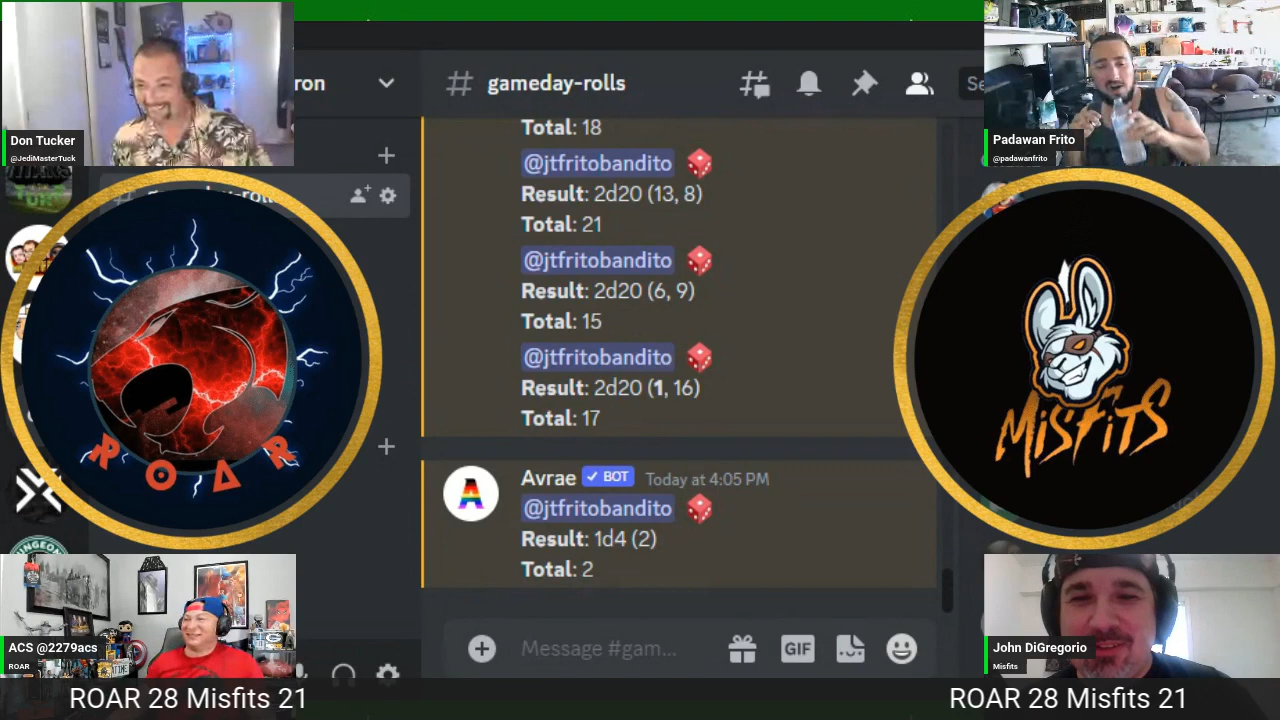 Don Tucker
@JediMasterTuck
ron
# gameday-rolls
Se
Padawan Frito
@padawanfrito
Total: 18
@jtfritobandito
Result: 2d20 (13, 8)
Total: 21
@jtfritobandito
Result: 2d20 (6, 9)
Total: 15
@jtfritobandito
Result: 2d20 (1, 16)
Total: 17
Avrae ✓ BOT Today at 4:05 PM
@jtfritobandito
Result: 1d4 (2)
Total: 2
Message #gam...
GIF
ROAR
MiSFiTS
ACS @2279acs
ROAR
John DiGregorio
Misfits
ROAR 28 Misfits 21
ROAR 28 Misfits 21